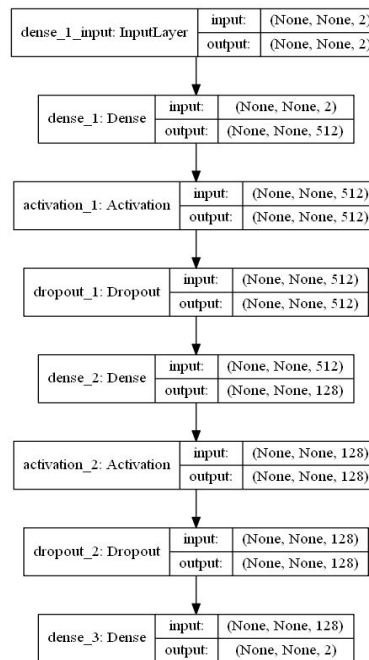 dense_1_input: InputLayer input: (None, None, 2)
output: (None, None, 2)
dense_1: Dense input: (None, None, 2)
output: (None, None, 512)
activation_1: Activation input: (None, None, 512)
output: (None, None, 512)
dropout_1: Dropout input: (None, None, 512)
output: (None, None, 512)
dense_2: Dense input: (None, None, 512)
output: (None, None, 128)
activation_2: Activation input: (None, None, 128)
output: (None, None, 128)
dropout_2: Dropout input: (None, None, 128)
output: (None, None, 128)
dense_3: Dense input: (None, None, 128)
output: (None, None, 2)